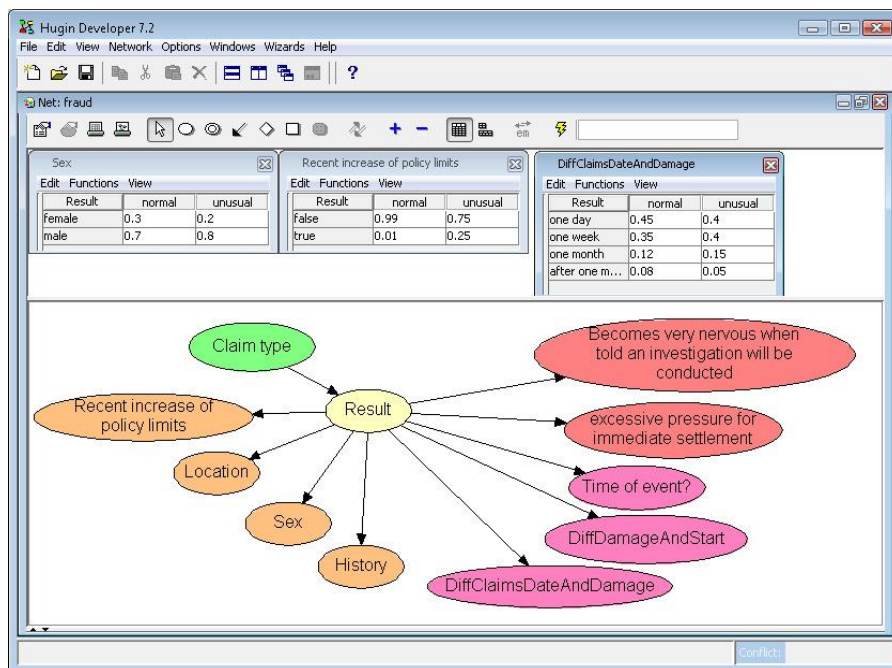 Hugin Developer 7.2
File Edit View Network Options Windows Wizards Help
?
Net: fraud
em
Sex
Edit Functions View
Result normal unusual
female 0.3 0.2
male 0.7 0.8
Recent increase of policy limits
Edit Functions View
Result normal unusual
false 0.99 0.75
true 0.01 0.25
DiffClaimsDateAndDamage
Edit Functions View
Result normal unusual
one day 0.45 0.4
one week 0.35 0.4
one month 0.12 0.15
after one m... 0.08 0.05
Claim type
Becomes very nervous when
told an investigation will be
conducted
Recent increase of
policy limits
Result
excessive pressure for
immediate settlement
Location
Time of event?
Sex
DiffDamageAndStart
History
DiffClaimsDateAndDamage
Conflict: